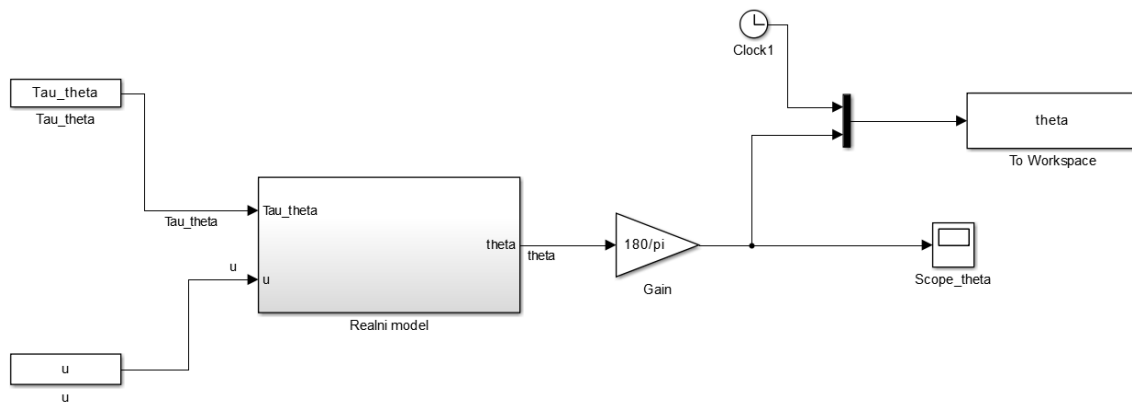 Clock1
Tau_theta
Tau_theta
theta
To Workspace
Tau_theta
Tau_theta
theta
theta
180/pi
Gain
Scope_theta
u
u
Realni model
u
u